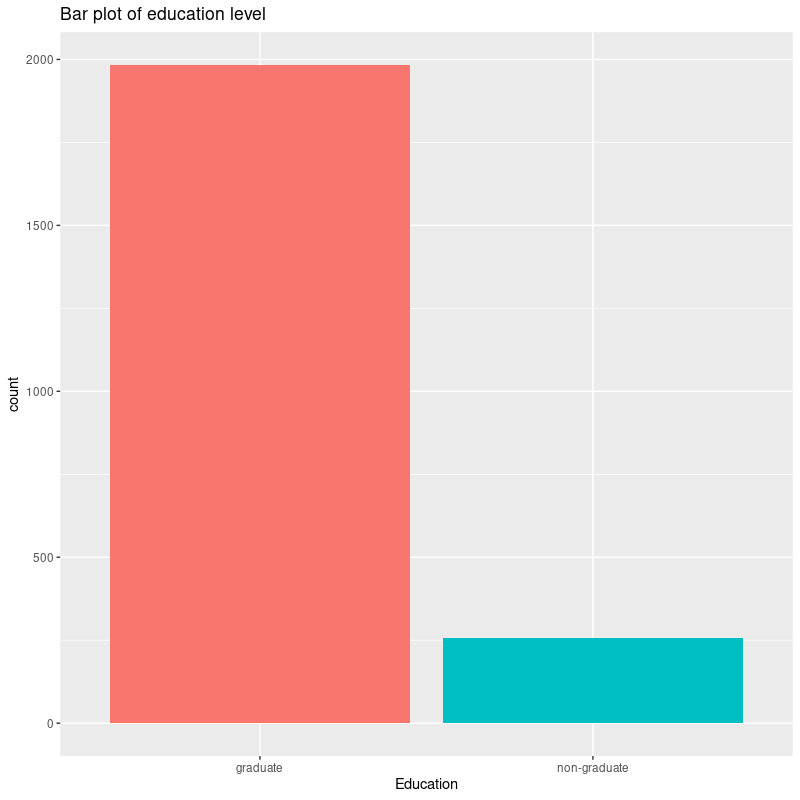 Bar plot of education level
count
2000
1500
1000
500
0
graduate
non-graduate
Education